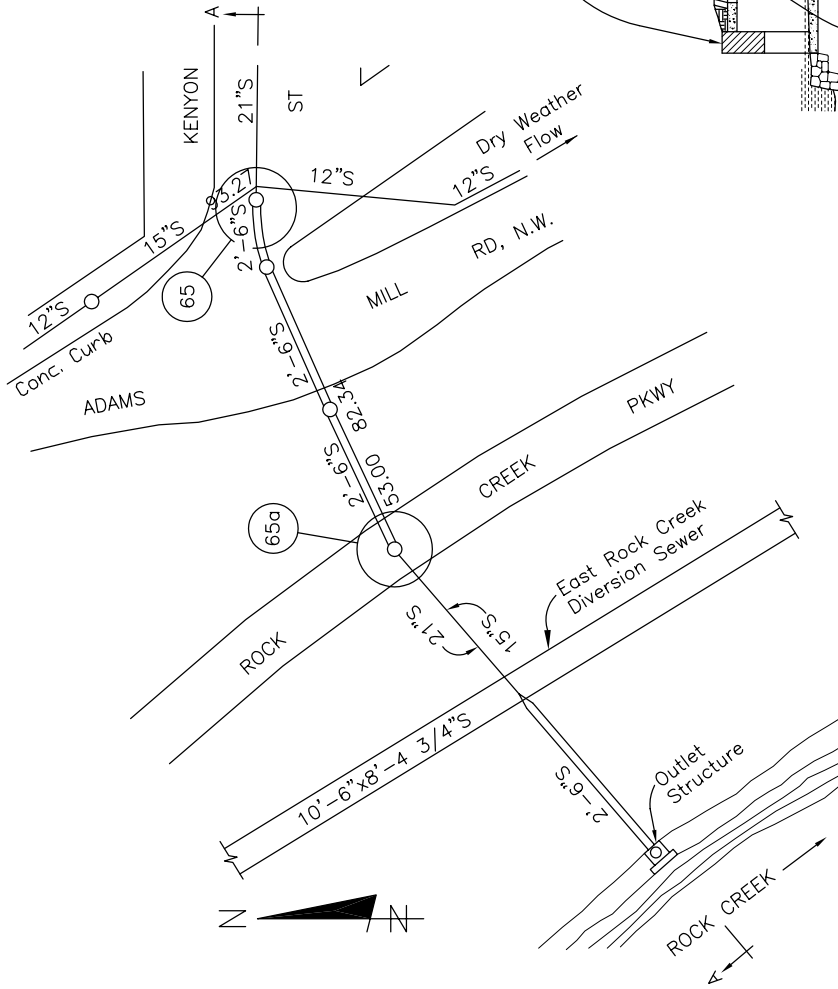 A
KENYON
21"S
ST
Dry Weather
Flow
12"S
12"S
53.27
15"S
12"S
2'-6"S
65
RD, N.W.
MILL
Conc. Curb
ADAMS
2'-6"S
82.34
2'-6"S
53.00
PKWY
CREEK
65a
East Rock Creek
Diversion Sewer
ROCK
21"S
15"S
10'-6"x8'-4 3/4"S
2'-6"S
Outlet
Structure
N
N
ROCK CREEK
A